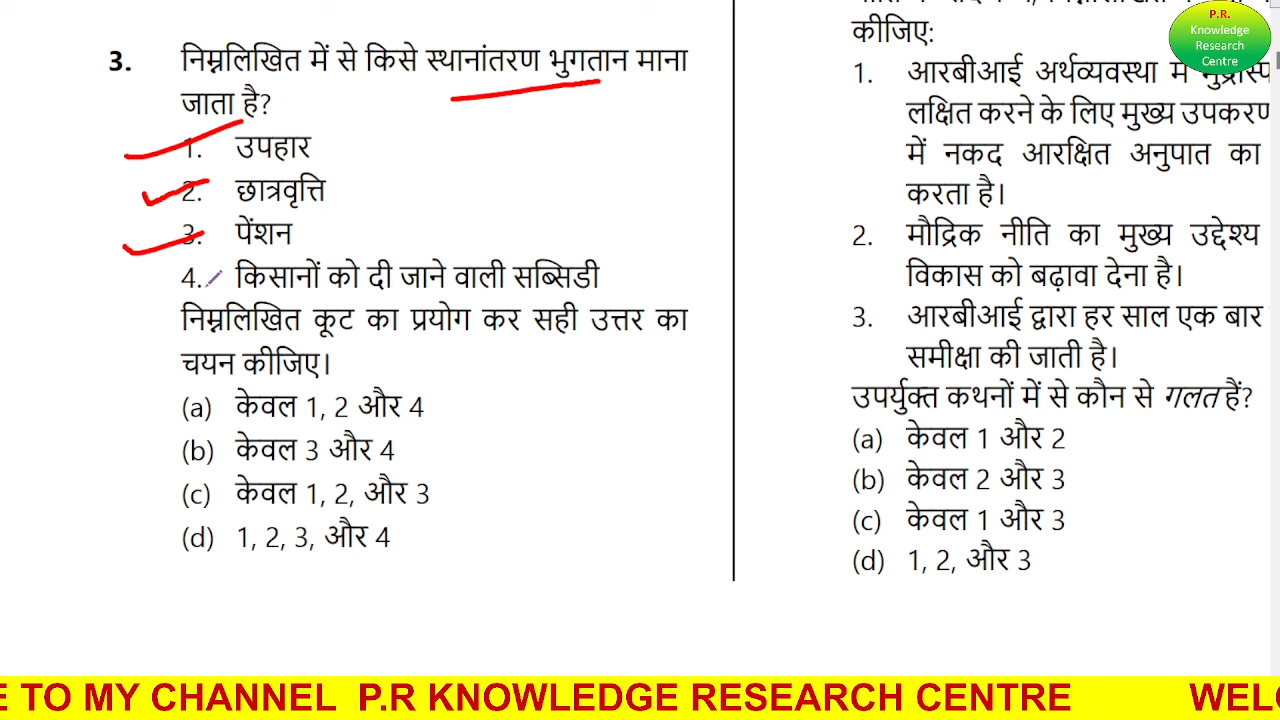 3. निम्नलिखित में से किसे स्थानांतरण भुगतान माना
जाता है?
1. उपहार
2. छात्रवृत्ति
3. पेंशन
4. किसानों को दी जाने वाली सब्सिडी
निम्नलिखित कूट का प्रयोग कर सही उत्तर का
चयन कीजिए।
(a) केवल 1, 2 और 4
(b) केवल 3 और 4
(c) केवल 1, 2, और 3
(d) 1, 2, 3, और 4
कीजिए:
1. आरबीआई अर्थव्यवस्था में
लक्षित करने के लिए मुख्य उपकरण
में नकद आरक्षित अनुपात का
करता है।
2. मौद्रिक नीति का मुख्य उद्देश्य
विकास को बढ़ावा देना है।
3. आरबीआई द्वारा हर साल एक बार
समीक्षा की जाती है।
उपर्युक्त कथनों में से कौन से गलत हैं?
(a) केवल 1 और 2
(b) केवल 2 और 3
(c) केवल 1 और 3
(d) 1, 2, और 3
P.R.
Knowledge
Research
Centre
E TO MY CHANNEL P.R KNOWLEDGE RESEARCH CENTRE WELC